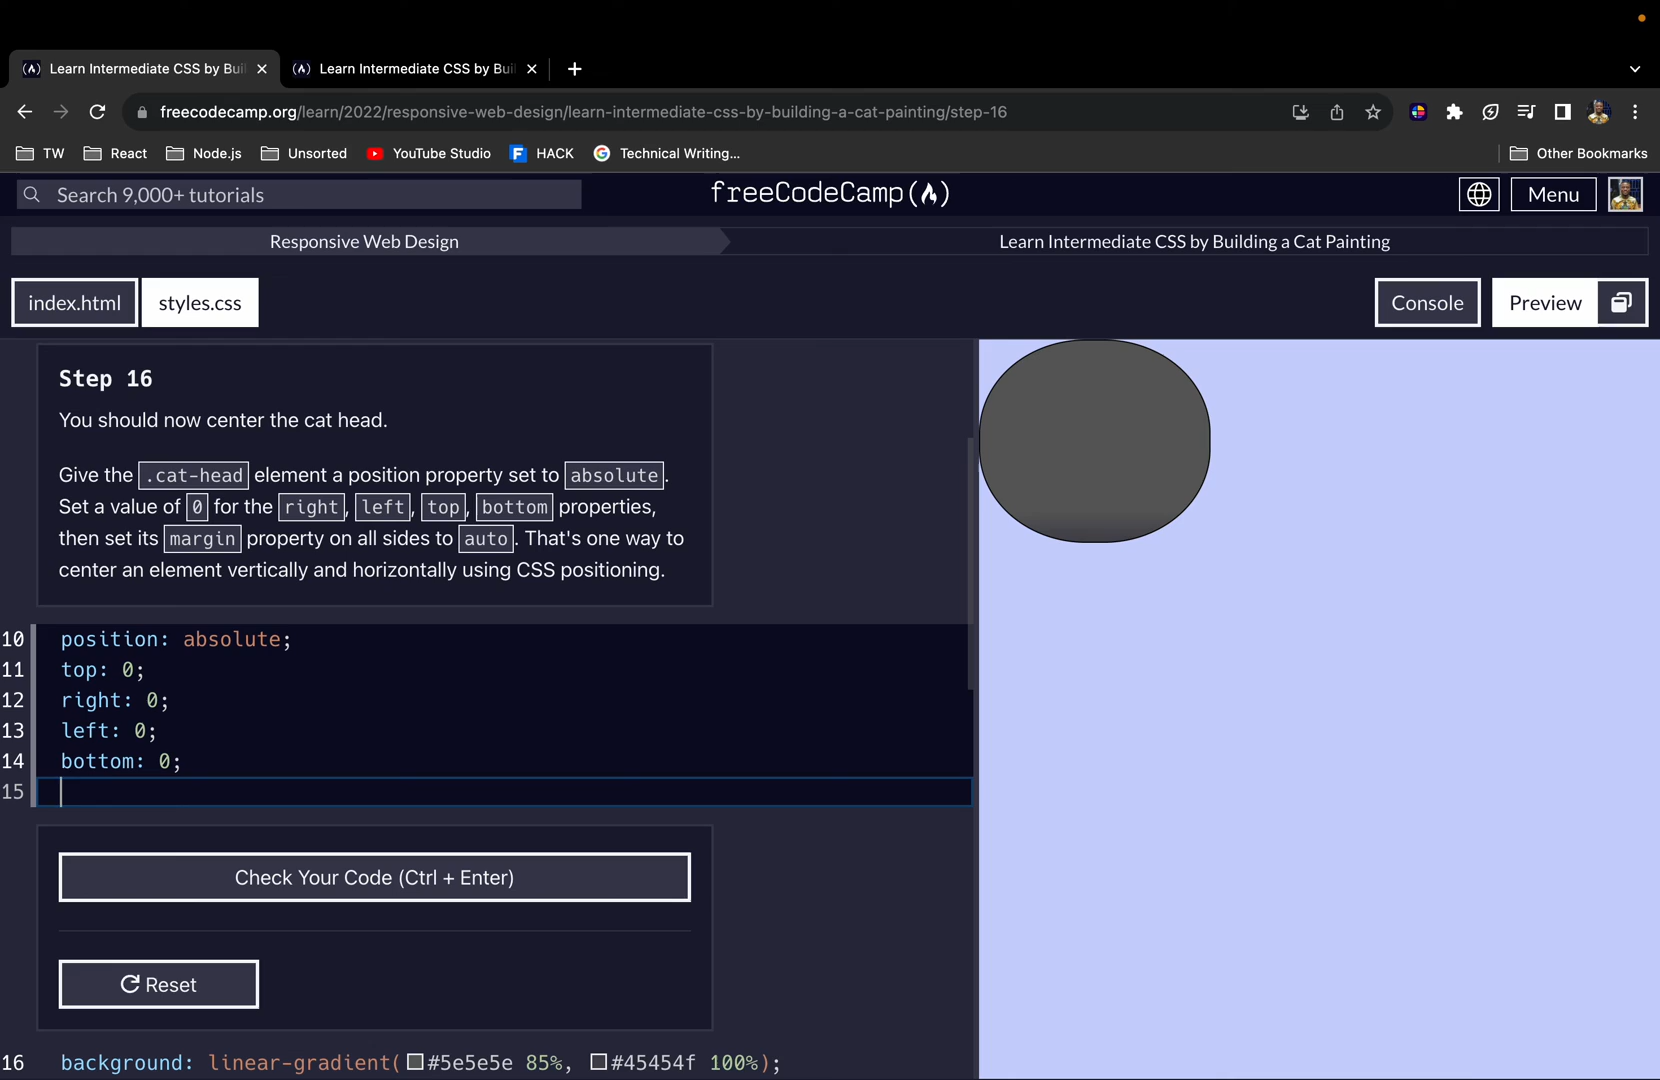 Learn Intermediate CSS by Bui
Learn Intermediate CSS by Bui
freecodecamp.org/learn/2022/responsive-web-design/learn-intermediate-css-by-building-a-cat-painting/step-16
TW React Node.js Unsorted YouTube Studio HACK Technical Writing... Other Bookmarks
Search 9,000+ tutorials
freeCodeCamp
Menu
Responsive Web Design
Learn Intermediate CSS by Building a Cat Painting
index.html styles.css Console Preview
Step 16
You should now center the cat head.
Give the .cat-head element a position property set to absolute.
Set a value of 0 for the right, left, top, bottom properties,
then set its margin property on all sides to auto. That's one way to
center an element vertically and horizontally using CSS positioning.
10 position: absolute;
11 top: 0;
12 right: 0;
13 left: 0;
14 bottom: 0;
15
Check Your Code (Ctrl + Enter)
Reset
16 background: linear-gradient(#5e5e5e 85%, #45454f 100%);